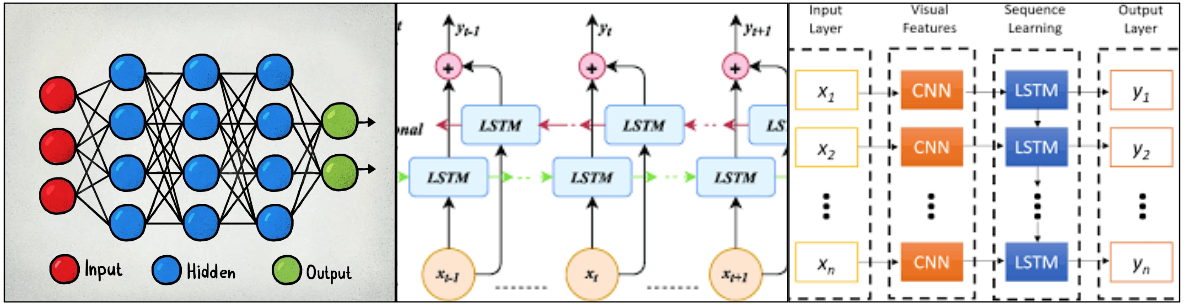 Input
Hidden
Output
y_{t-1}
y_t
y_{t+1}
+
+
+
LSTM
LSTM
onal
LSTM
LSTM
LSTM
x_{t-1}
x_t
x_{t+1}
Input Layer
Visual Features
Sequence Learning
Output Layer
x_1
CNN
LSTM
y_1
x_2
CNN
LSTM
y_2
x_n
CNN
LSTM
y_n